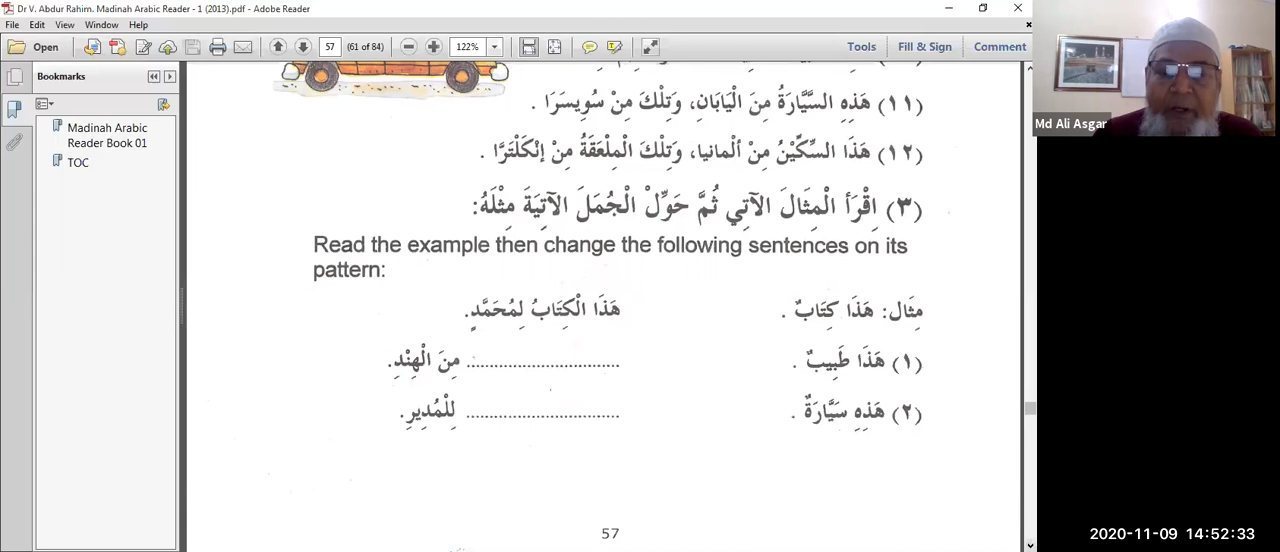 Dr V. Abdur Rahim. Madinah Arabic Reader - 1 (2013).pdf - Adobe Reader
File Edit View Window Help
Open 57 (61 of 84) 122% Tools Fill & Sign Comment
Bookmarks
Madinah Arabic
Reader Book 01
TOC
(١١) هَذِهِ السَّيَّارَةُ مِنَ الْيَابَانِ، وَتِلْكَ مِنْ سُوِيسَرَا .
(١٢) هَذَا السِّكِّيْنُ مِنْ ألْمانيا، وَتِلْكَ الْمِلْعَقَةُ مِنْ إنْكَلْتَرَّا .
(٣) اِقْرَأ الْمِثَالَ الآتِي ثُمَّ حَوِّلْ الْجُمَلَ الآتِيَةَ مِثْلَهُ:
Read the example then change the following sentences on its
pattern:
مِثَال: هَذَا كِتَابٌ . هَذَا الْكِتَابُ لِمُحَمَّدٍ.
(١) هَذَا طَبِيبٌ . ................................ مِنَ الْهِنْدِ.
(٢) هَذِهِ سَيَّارَةٌ . ................................ لِلْمُدِيرِ.
57
Md Ali Asgar
2020-11-09 14:52:33